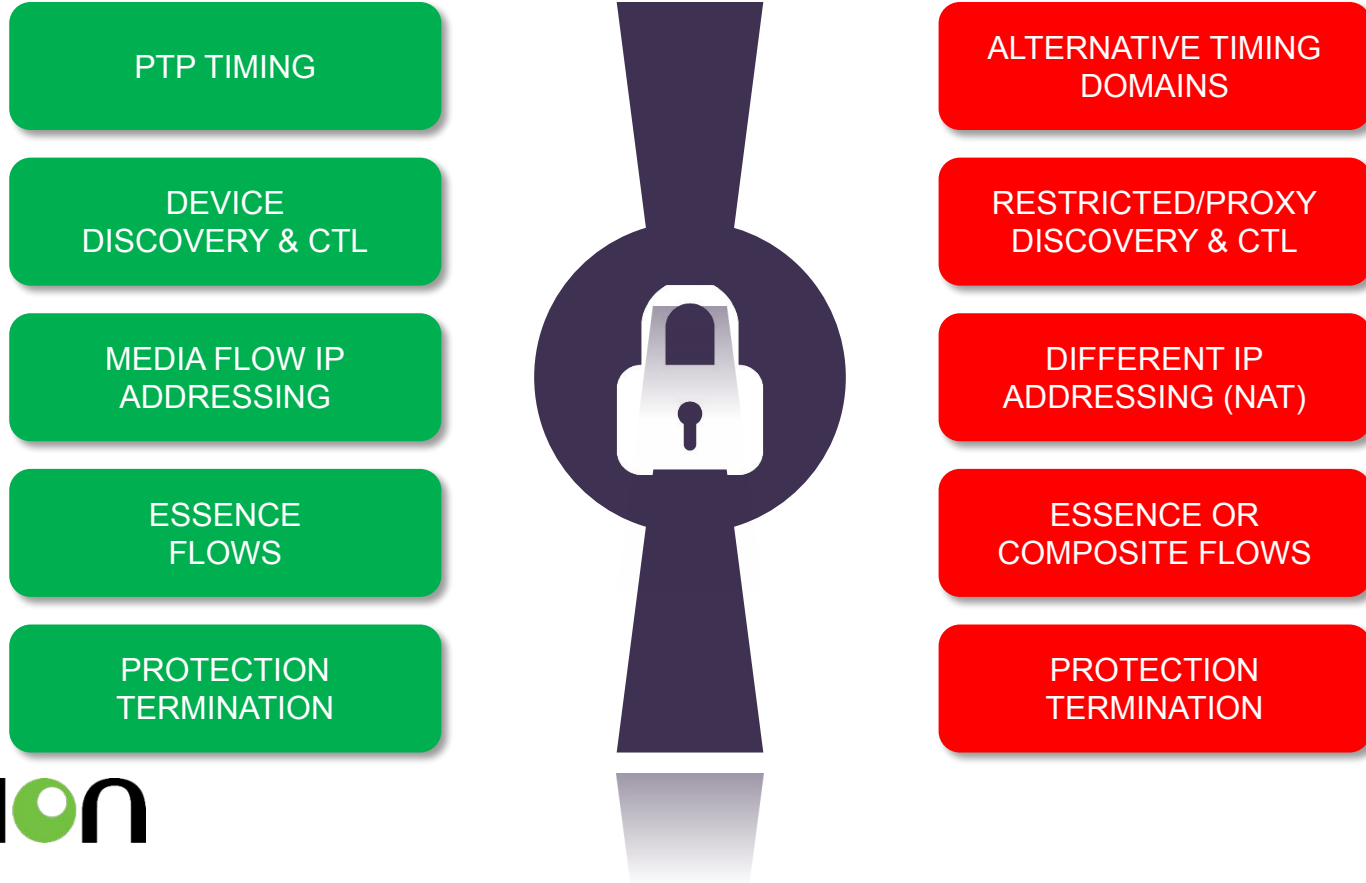 PTP TIMING
DEVICE
DISCOVERY & CTL
MEDIA FLOW IP
ADDRESSING
ESSENCE
FLOWS
PROTECTION
TERMINATION
ALTERNATIVE TIMING
DOMAINS
RESTRICTED/PROXY
DISCOVERY & CTL
DIFFERENT IP
ADDRESSING (NAT)
ESSENCE OR
COMPOSITE FLOWS
PROTECTION
TERMINATION